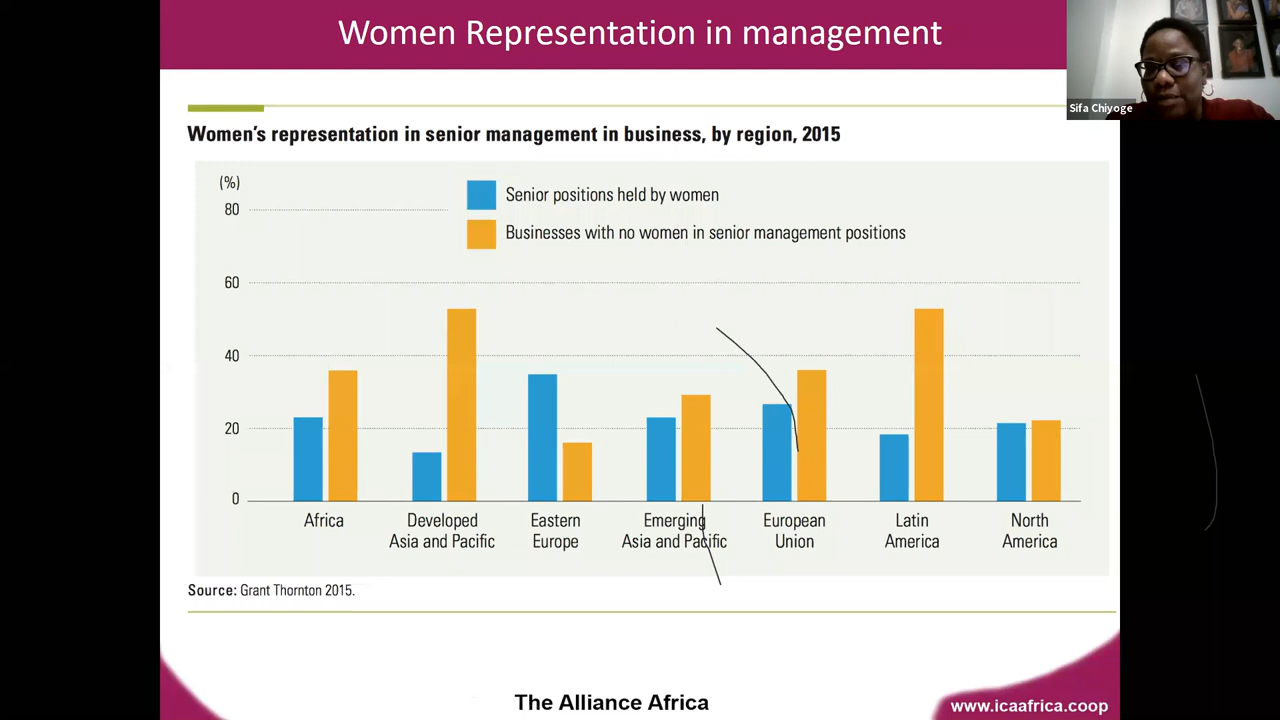 Women Representation in management
Sifa Chiyoge
Women's representation in senior management in business, by region, 2015
(%)
Senior positions held by women
Businesses with no women in senior management positions
80
60
40
20
0
Africa
Developed
Asia and Pacific
Eastern
Europe
Emerging
Asia and Pacific
European
Union
Latin
America
North
America
Source: Grant Thornton 2015.
The Alliance Africa
www.icaafrica.coop